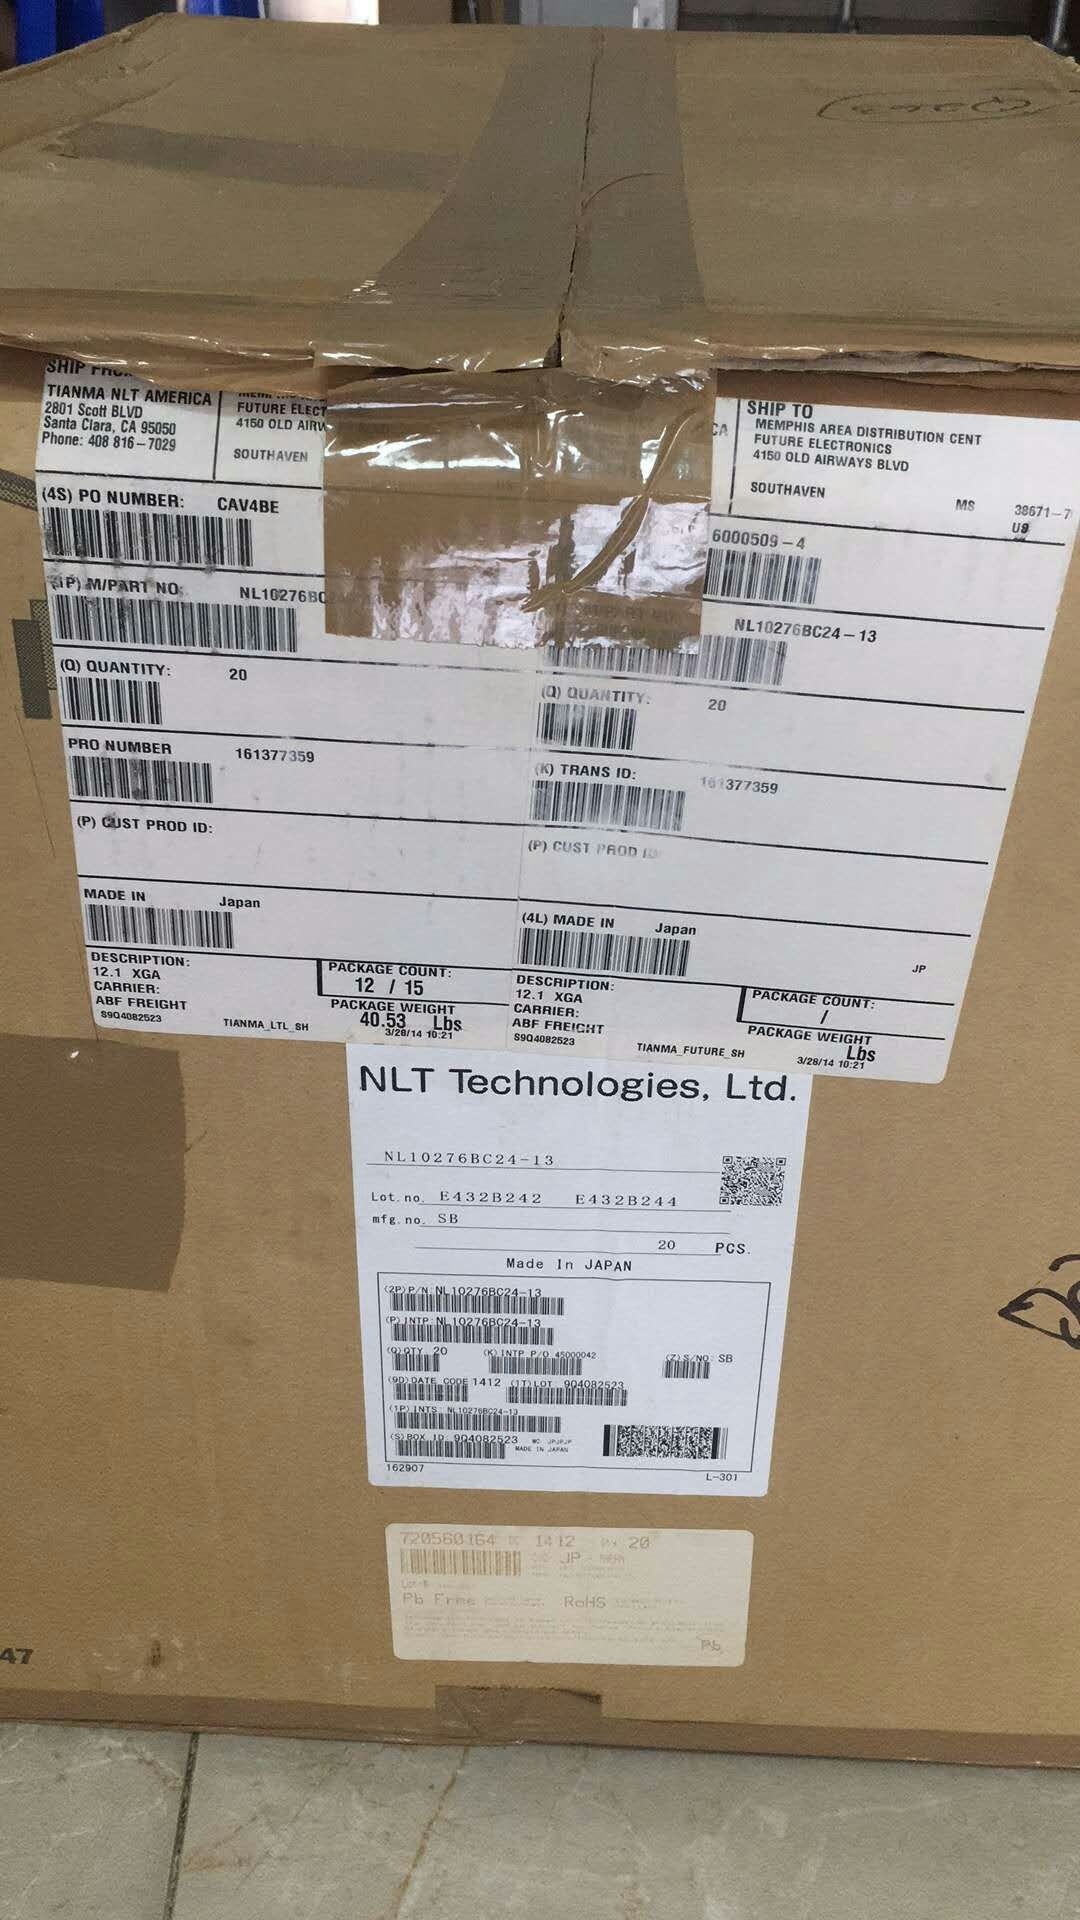 TIANMA NLT AMERICA
2801 Scott BLVD
Santa Clara, CA 95050
Phone: 408 816-7029
FUTURE ELECT
4150 OLD AIRW
SOUTHAVEN
(4S) PO NUMBER: CAV4BE
(1P) M/PART NO: NL10276BC
(Q) QUANTITY: 20
PRO NUMBER 161377359
(P) CUST PROD ID:
MADE IN Japan
DESCRIPTION:
12.1 XGA
CARRIER:
ABF FREIGHT
S9Q4082523
TIANMA_LTL_SH
PACKAGE COUNT:
12 / 15
PACKAGE WEIGHT
40.53 Lbs
3/28/14 10:21
CA
SHIP TO
MEMPHIS AREA DISTRIBUTION CENT
FUTURE ELECTRONICS
4150 OLD AIRWAYS BLVD
SOUTHAVEN
MS 38671-7
US
6000509-4
NL10276BC24-13
(Q) QUANTITY: 20
(K) TRANS ID: 161377359
(P) CUST PROD ID:
(4L) MADE IN Japan
JP
DESCRIPTION:
12.1 XGA
CARRIER:
ABF FREIGHT
S9Q4082523
TIANMA_FUTURE_SH
PACKAGE COUNT:
/
PACKAGE WEIGHT
Lbs
3/28/14 10:21
NLT Technologies, Ltd.
NL10276BC24-13
Lot. no. E432B242 E432B244
mfg. no. SB
20 PCS.
Made In JAPAN
(2P) P/N: NL10276BC24-13
(P) INTP: NL10276BC24-13
(Q) QTY 20 (K) INTP P/O 45000042 (Z) S/NO: SB
(9D) DATE CODE 1412 (1T) LOT 9Q4082523
(1P) INTS: NL10276BC24-13
(S) BOX ID 9Q4082523 MC: JPJPJP
MADE IN JAPAN
162907 L-301
720560164 DC 1412 20
JP
Pb Free RoHS
Pb
47